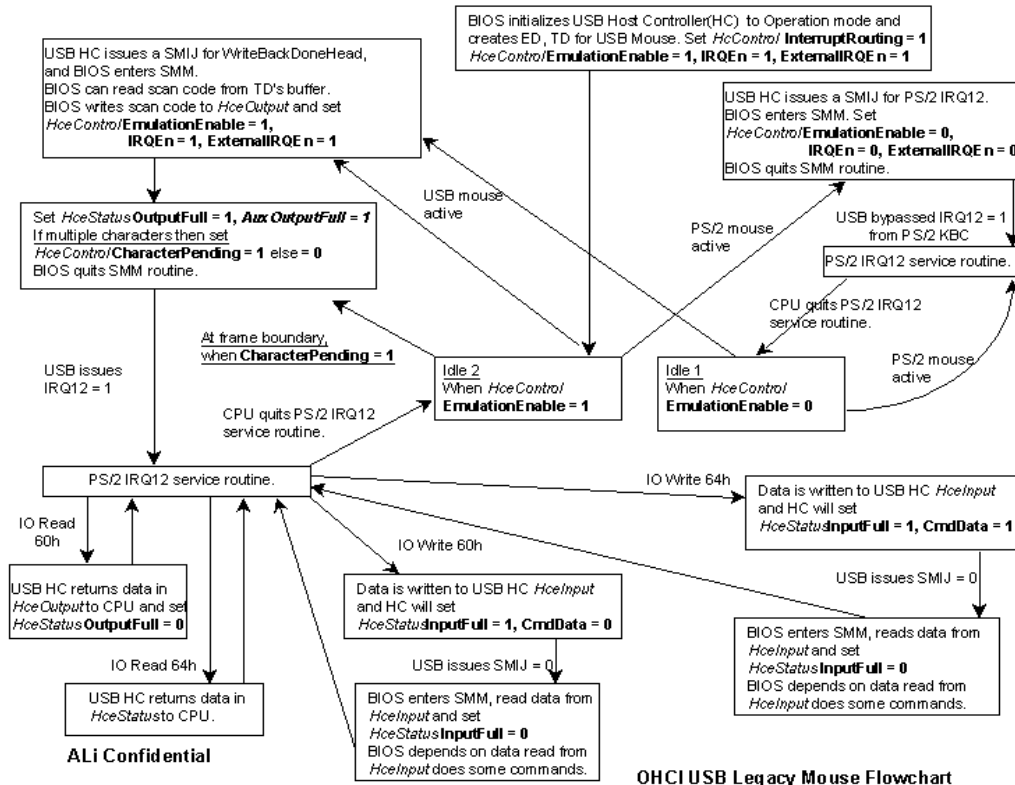 BIOS initializes USB Host Controller(HC) to Operation mode and
creates ED, TD for USB Mouse. Set HcControl InterruptRouting = 1
HceControl/EmulationEnable = 1, IRQEn = 1, ExternalIRQEn = 1
USB HC issues a SMIJ for WriteBackDoneHead,
and BIOS enters SMM.
BIOS can read scan code from TD's buffer.
BIOS writes scan code to HceOutput and set
HceControl/EmulationEnable = 1,
IRQEn = 1, ExternalIRQEn = 1
USB HC issues a SMIJ for PS/2 IRQ12.
BIOS enters SMM. Set
HceControl/EmulationEnable = 0,
IRQEn = 0, ExternalIRQEn = 0
BIOS quits SMM routine.
USB mouse
active
PS/2 mouse
active
USB bypassed IRQ12 = 1
from PS/2 KBC
Set HceStatus OutputFull = 1, AuxOutputFull = 1
If multiple characters then set
HceControl/CharacterPending = 1 else = 0
BIOS quits SMM routine.
PS/2 IRQ12 service routine.
CPU quits PS/2 IRQ12
service routine.
At frame boundary,
when CharacterPending = 1
PS/2 mouse
active
USB issues
IRQ12 = 1
Idle 2
When HceControl/
EmulationEnable = 1
Idle 1
When HceControl/
EmulationEnable = 0
CPU quits PS/2 IRQ12
service routine.
PS/2 IRQ12 service routine.
IO Write 64h
Data is written to USB HC HceInput
and HC will set
HceStatus InputFull = 1, CmdData = 1
IO Read
60h
IO Write 60h
USB HC returns data in
HceOutput to CPU and set
HceStatus OutputFull = 0
Data is written to USB HC HceInput
and HC will set
HceStatus InputFull = 1, CmdData = 0
USB issues SMIJ = 0
IO Read 64h
USB issues SMIJ = 0
BIOS enters SMM, reads data from
HceInput and set
HceStatus InputFull = 0
BIOS depends on data read from
HceInput does some commands.
USB HC returns data in
HceStatus to CPU.
BIOS enters SMM, read data from
HceInput and set
HceStatus InputFull = 0
BIOS depends on data read from
HceInput does some commands.
ALi Confidential
OHCI USB Legacy Mouse Flowchart